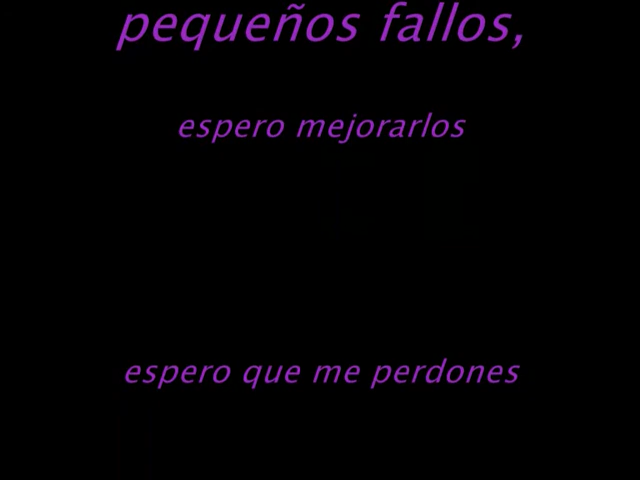 pequeños fallos,
espero mejorarlos
espero que me perdones